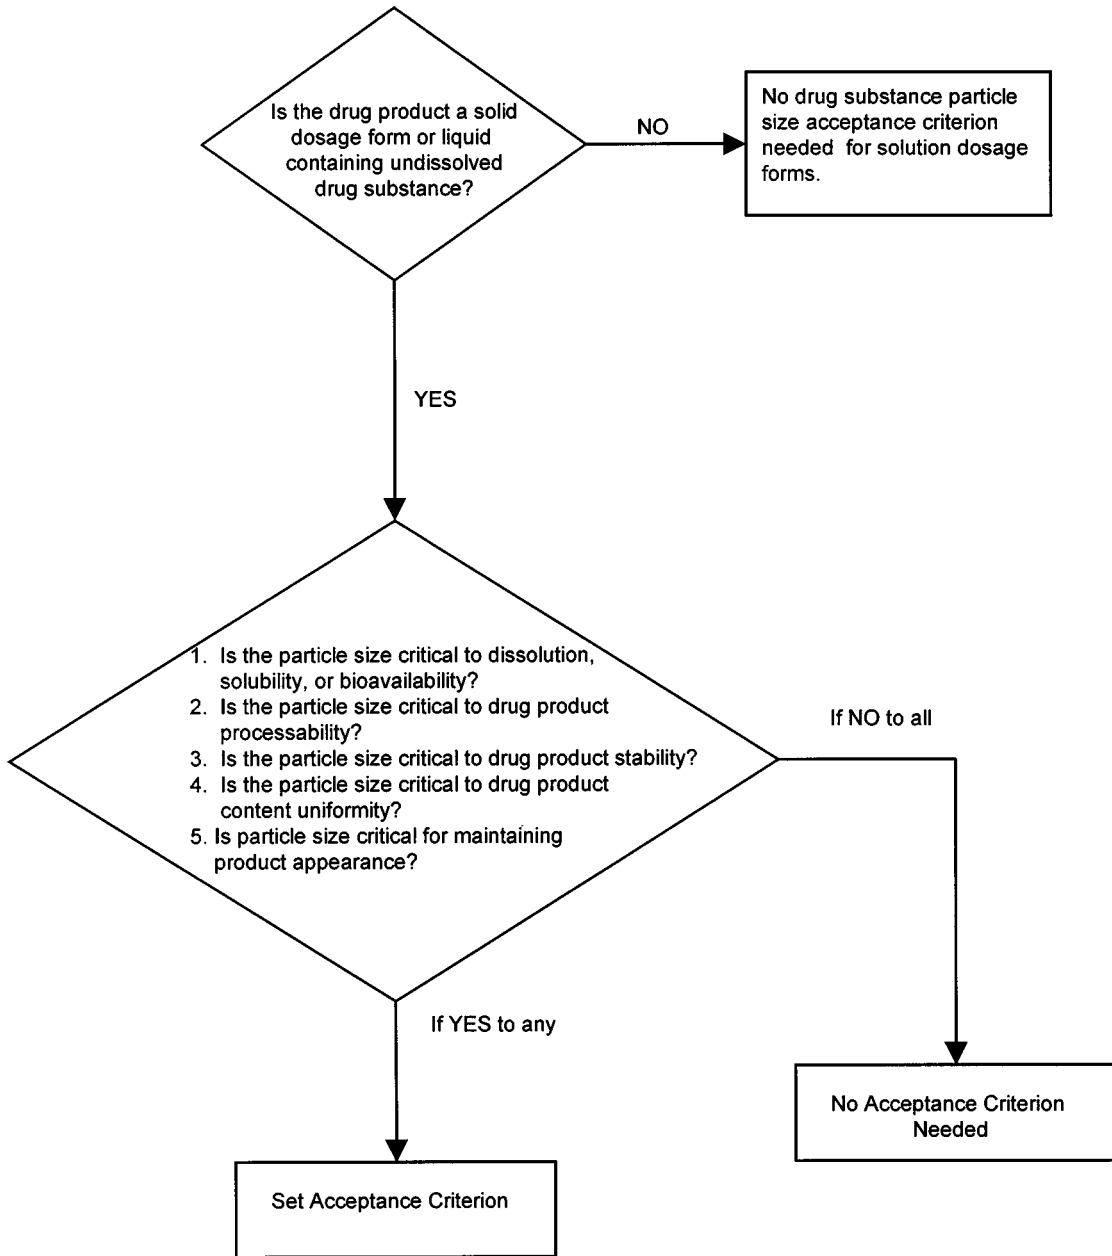 Is the drug product a solid
dosage form or liquid
containing undissolved
drug substance?
NO
No drug substance particle
size acceptance criterion
needed for solution dosage
forms.
YES
1. Is the particle size critical to dissolution,
solubility, or bioavailability?
2. Is the particle size critical to drug product
processability?
3. Is the particle size critical to drug product stability?
4. Is the particle size critical to drug product
content uniformity?
5. Is particle size critical for maintaining
product appearance?
If NO to all
If YES to any
No Acceptance Criterion
Needed
Set Acceptance Criterion